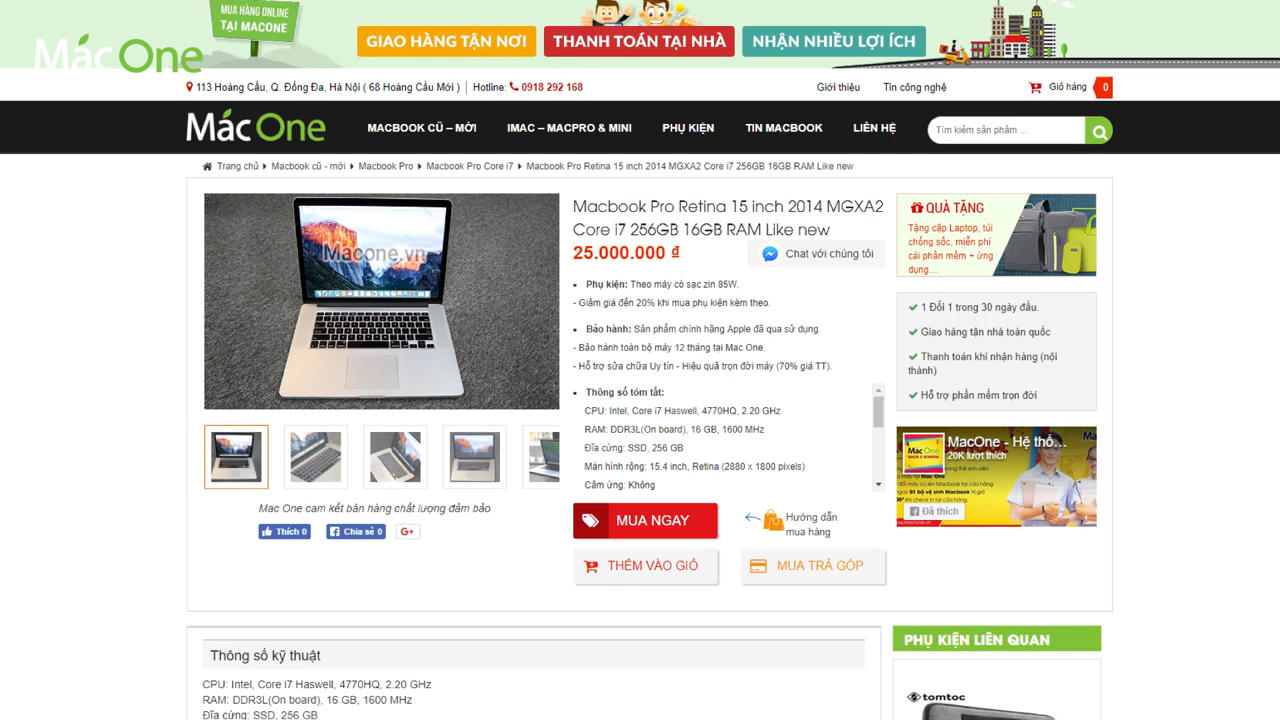 MUA HÀNG ONLINE
TẠI MACONE
Mác One
GIAO HÀNG TẬN NƠI
THANH TOÁN TẠI NHÀ
NHẬN NHIỀU LỢI ÍCH
113 Hoàng Cầu, Q. Đống Đa, Hà Nội ( 68 Hoàng Cầu Mới )
Hotline: 0918 292 168
Giới thiệu
Tin công nghệ
Giỏ hàng
0
Mác One
MACBOOK CŨ – MỚI
IMAC – MACPRO & MINI
PHỤ KIỆN
TIN MACBOOK
LIÊN HỆ
Tìm kiếm sản phẩm ...
Trang chủ
Macbook cũ - mới
Macbook Pro
Macbook Pro Core i7
Macbook Pro Retina 15 inch 2014 MGXA2 Core i7 256GB 16GB RAM Like new
Macone.vn
Macbook Pro Retina 15 inch 2014 MGXA2
Core i7 256GB 16GB RAM Like new
25.000.000 ₫
Chat với chúng tôi
Phụ kiện: Theo máy có sạc zin 85W.
- Giảm giá đến 20% khi mua phụ kiện kèm theo.
Bảo hành: Sản phẩm chính hãng Apple đã qua sử dụng.
- Bảo hành toàn bộ máy 12 tháng tại Mac One.
- Hỗ trợ sửa chữa Uy tín - Hiệu quả trọn đời máy (70% giá TT).
Thông số tóm tắt:
CPU: Intel, Core i7 Haswell, 4770HQ, 2.20 GHz
RAM: DDR3L(On board), 16 GB, 1600 MHz
Đĩa cứng: SSD, 256 GB
Màn hình rộng: 15.4 inch, Retina (2880 x 1800 pixels)
Cảm ứng: Không
MUA NGAY
Hướng dẫn
mua hàng
THÊM VÀO GIỎ
MUA TRẢ GÓP
Mac One cam kết bán hàng chất lượng đảm bảo
Thích 0
Chia sẻ 0
G+
QUÀ TẶNG
Tặng cặp Laptop, túi
chống sốc, miễn phí
cài phần mềm + ứng
dụng...
1 Đổi 1 trong 30 ngày đầu.
Giao hàng tận nhà toàn quốc
Thanh toán khi nhận hàng (nội
thành)
Hỗ trợ phần mềm trọn đời
MacOne - Hệ thố...
20K lượt thích
Mac One
Đã thích
Thông số kỹ thuật
CPU: Intel, Core i7 Haswell, 4770HQ, 2.20 GHz
RAM: DDR3L(On board), 16 GB, 1600 MHz
Đĩa cứng: SSD, 256 GB
PHỤ KIỆN LIÊN QUAN
tomtoc